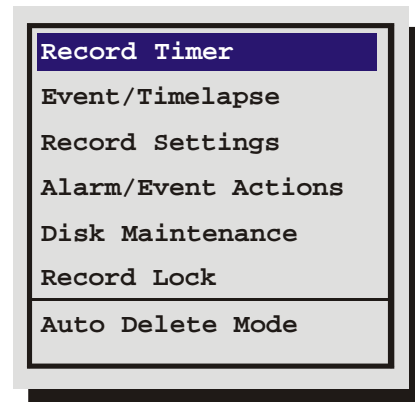 Record Timer
Event/Timelapse
Record Settings
Alarm/Event Actions
Disk Maintenance
Record Lock
Auto Delete Mode